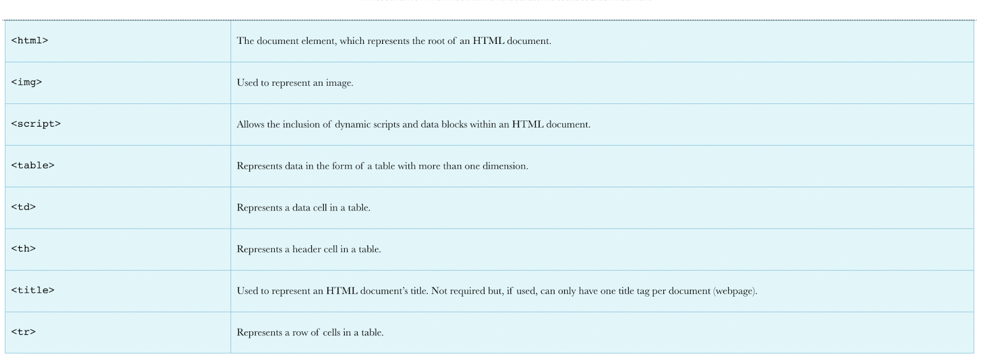 <html> The document element, which represents the root of an HTML document.
<img> Used to represent an image.
<script> Allows the inclusion of dynamic scripts and data blocks within an HTML document.
<table> Represents data in the form of a table with more than one dimension.
<td> Represents a data cell in a table.
<th> Represents a header cell in a table.
<title> Used to represent an HTML document’s title. Not required but, if used, can only have one title tag per document (webpage).
<tr> Represents a row of cells in a table.